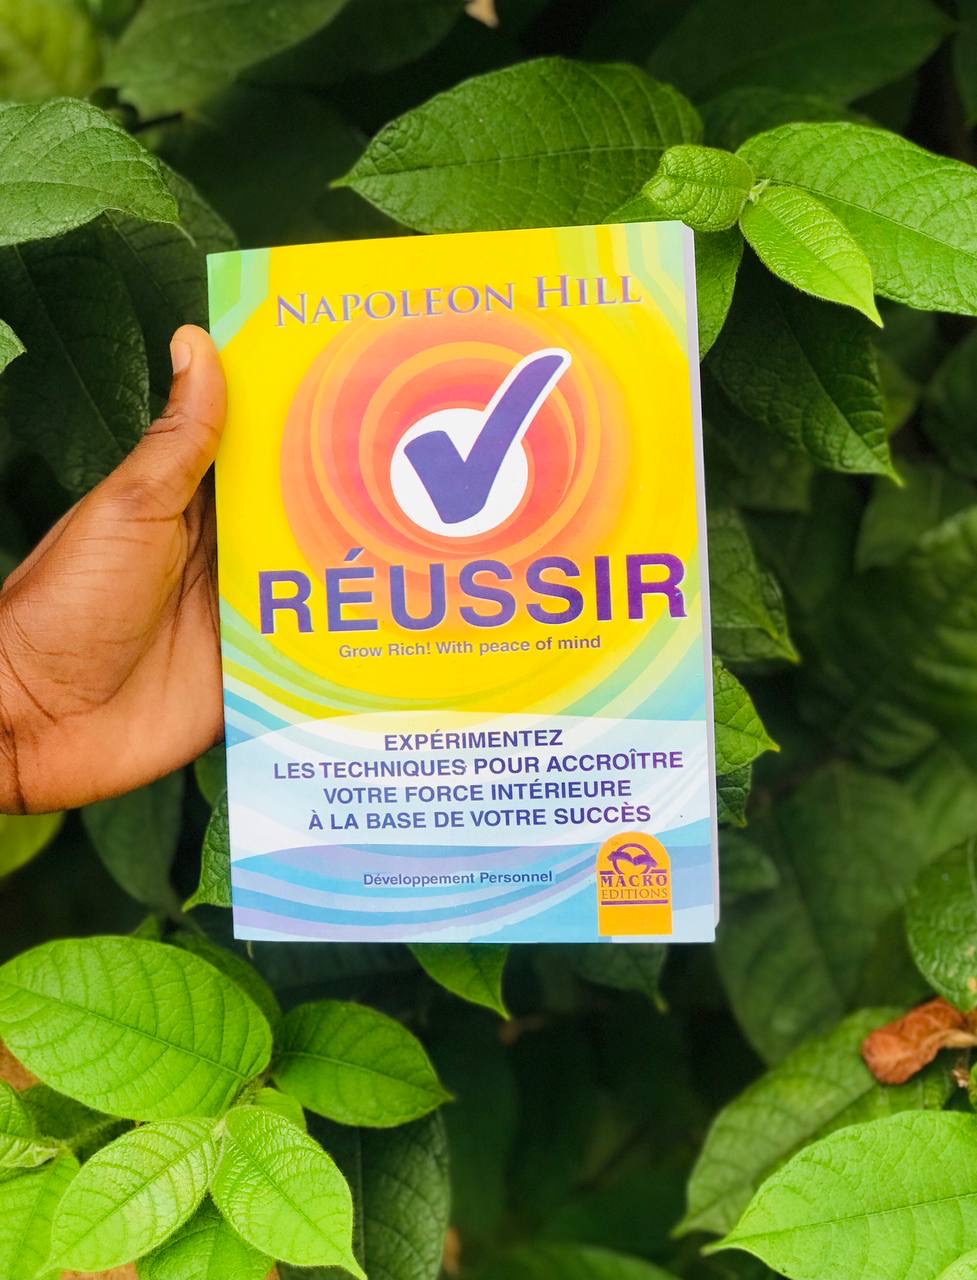 NAPOLEON HILL
RÉUSSIR
Grow Rich! With peace of mind
EXPÉRIMENTEZ
LES TECHNIQUES POUR ACCROÎTRE
VOTRE FORCE INTÉRIEURE
À LA BASE DE VOTRE SUCCÈS
Développement Personnel
MACRO
EDITIONS